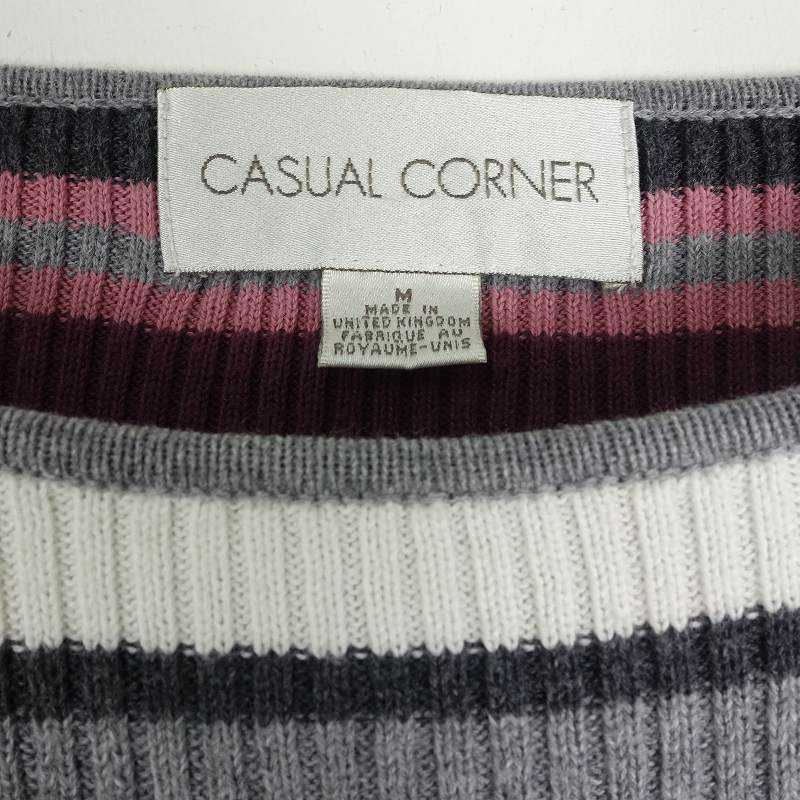 CASUAL CORNER
M
MADE IN
UNITED KINGDOM
FABRIQUE AU
ROYAUME-UNIS